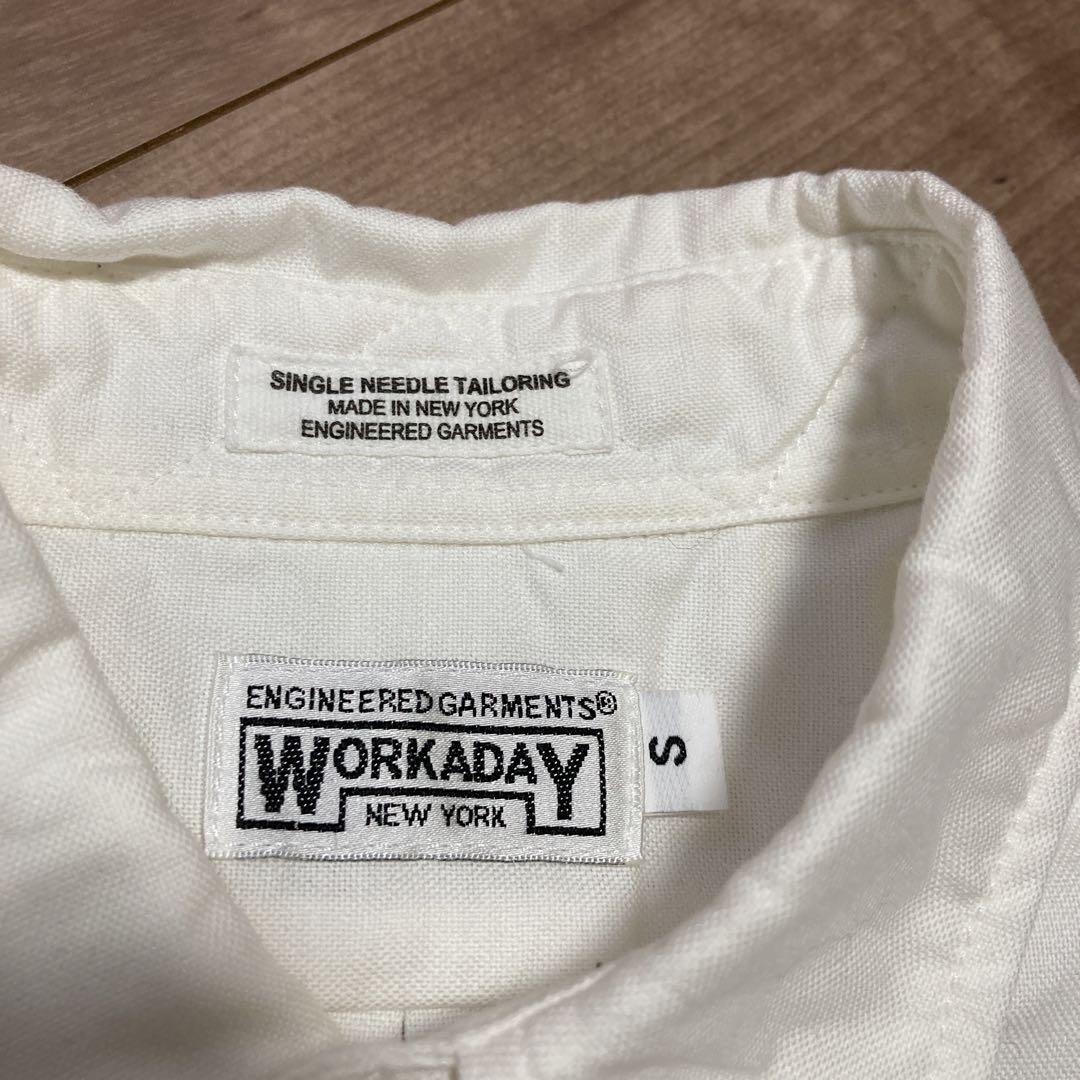 SINGLE NEEDLE TAILORING
MADE IN NEW YORK
ENGINEERED GARMENTS
ENGINEERED GARMENTS®
WORKADAY
NEW YORK
S